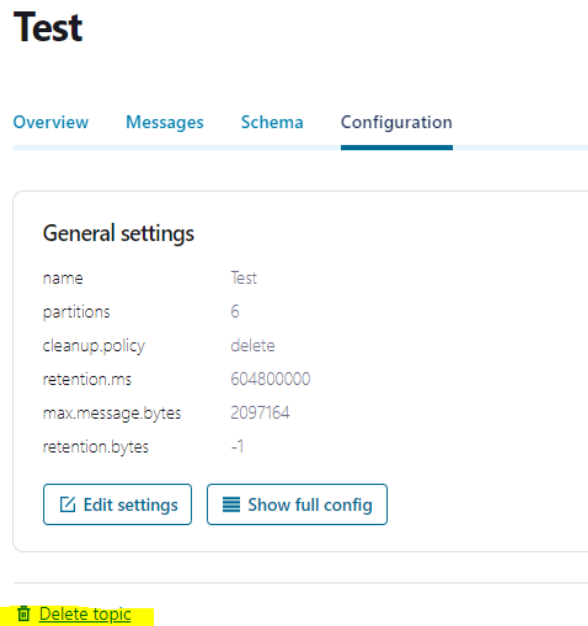 Test
Overview Messages Schema Configuration
General settings
name Test
partitions 6
cleanup.policy delete
retention.ms 604800000
max.message.bytes 2097164
retention.bytes -1
Edit settings Show full config
Delete topic